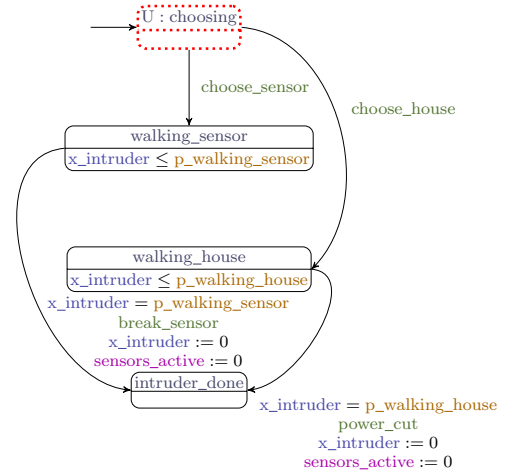 U : choosing
choose_sensor
choose_house
walking_sensor
x_intruder ≤ p_walking_sensor
walking_house
x_intruder ≤ p_walking_house
x_intruder = p_walking_sensor
break_sensor
x_intruder := 0
sensors_active := 0
intruder_done
x_intruder = p_walking_house
power_cut
x_intruder := 0
sensors_active := 0